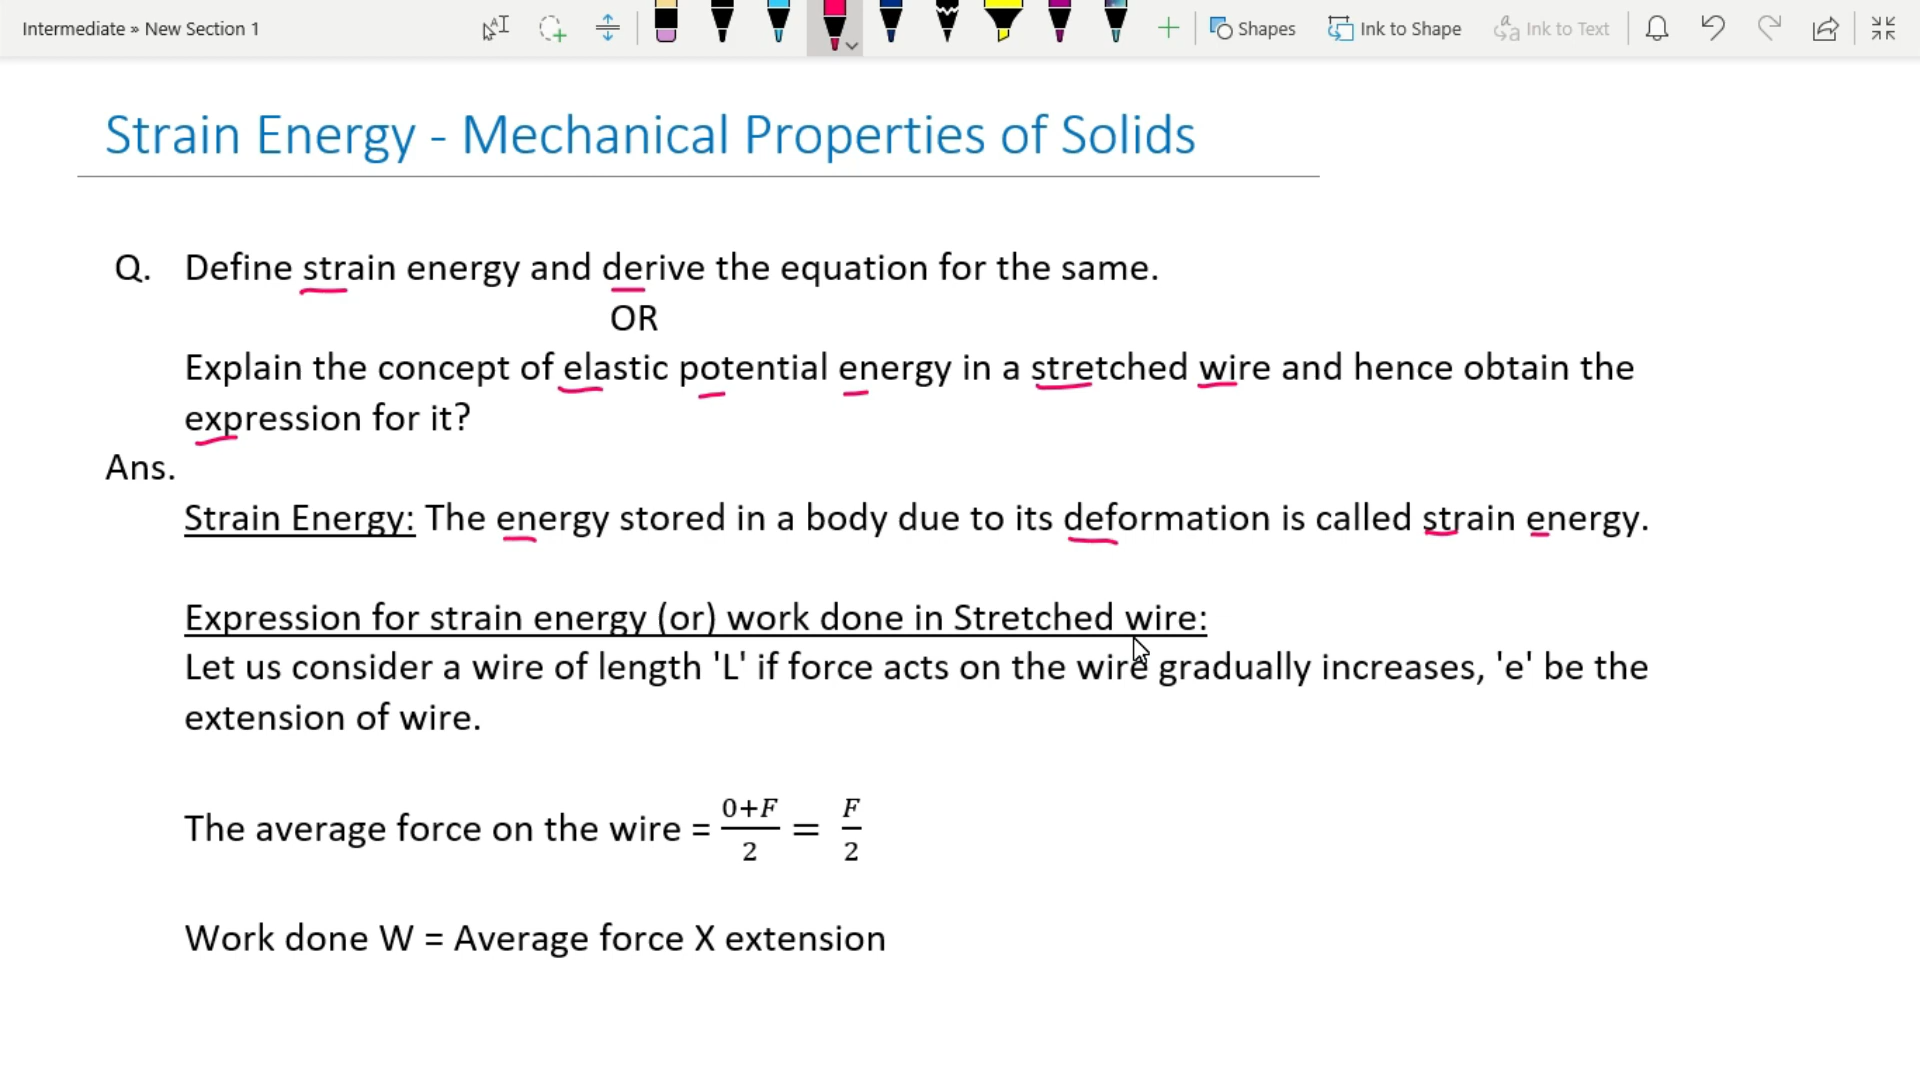 Intermediate » New Section 1
Shapes
Ink to Shape
Ink to Text
Strain Energy - Mechanical Properties of Solids
Q. Define strain energy and derive the equation for the same.
OR
Explain the concept of elastic potential energy in a stretched wire and hence obtain the
expression for it?
Ans.
Strain Energy: The energy stored in a body due to its deformation is called strain energy.
Expression for strain energy (or) work done in Stretched wire:
Let us consider a wire of length 'L' if force acts on the wire gradually increases, 'e' be the
extension of wire.
The average force on the wire = (0+F)/2 = F/2
Work done W = Average force X extension